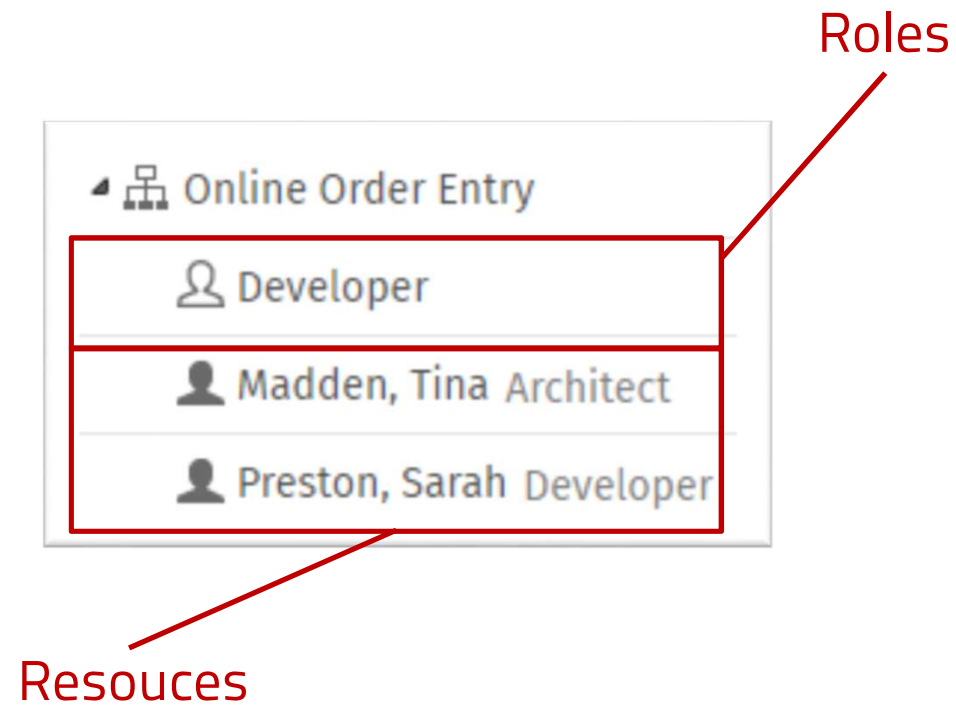 Roles
Online Order Entry
Developer
Madden, Tina Architect
Preston, Sarah Developer
Resouces